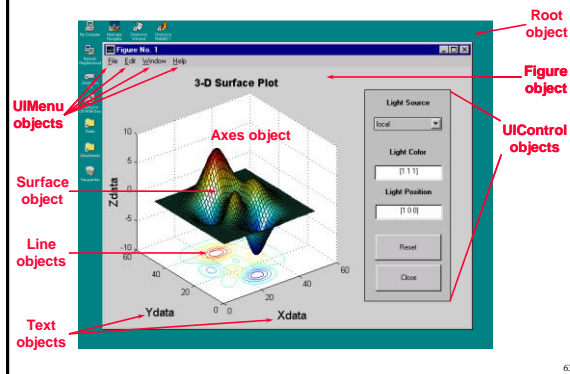 Root
object
My Computer
Figure No. 1
File Edit Window Help
Figure
object
3-D Surface Plot
UIMenu
objects
Light Source
local
UIControl
objects
Axes object
Light Color
[1 1 1]
Light Position
[1 0 0]
Surface
object
Zdata
10
5
0
-5
-10
Reset
Close
Line
objects
60
40
20
0
0
20
40
60
Ydata
Xdata
Text
objects